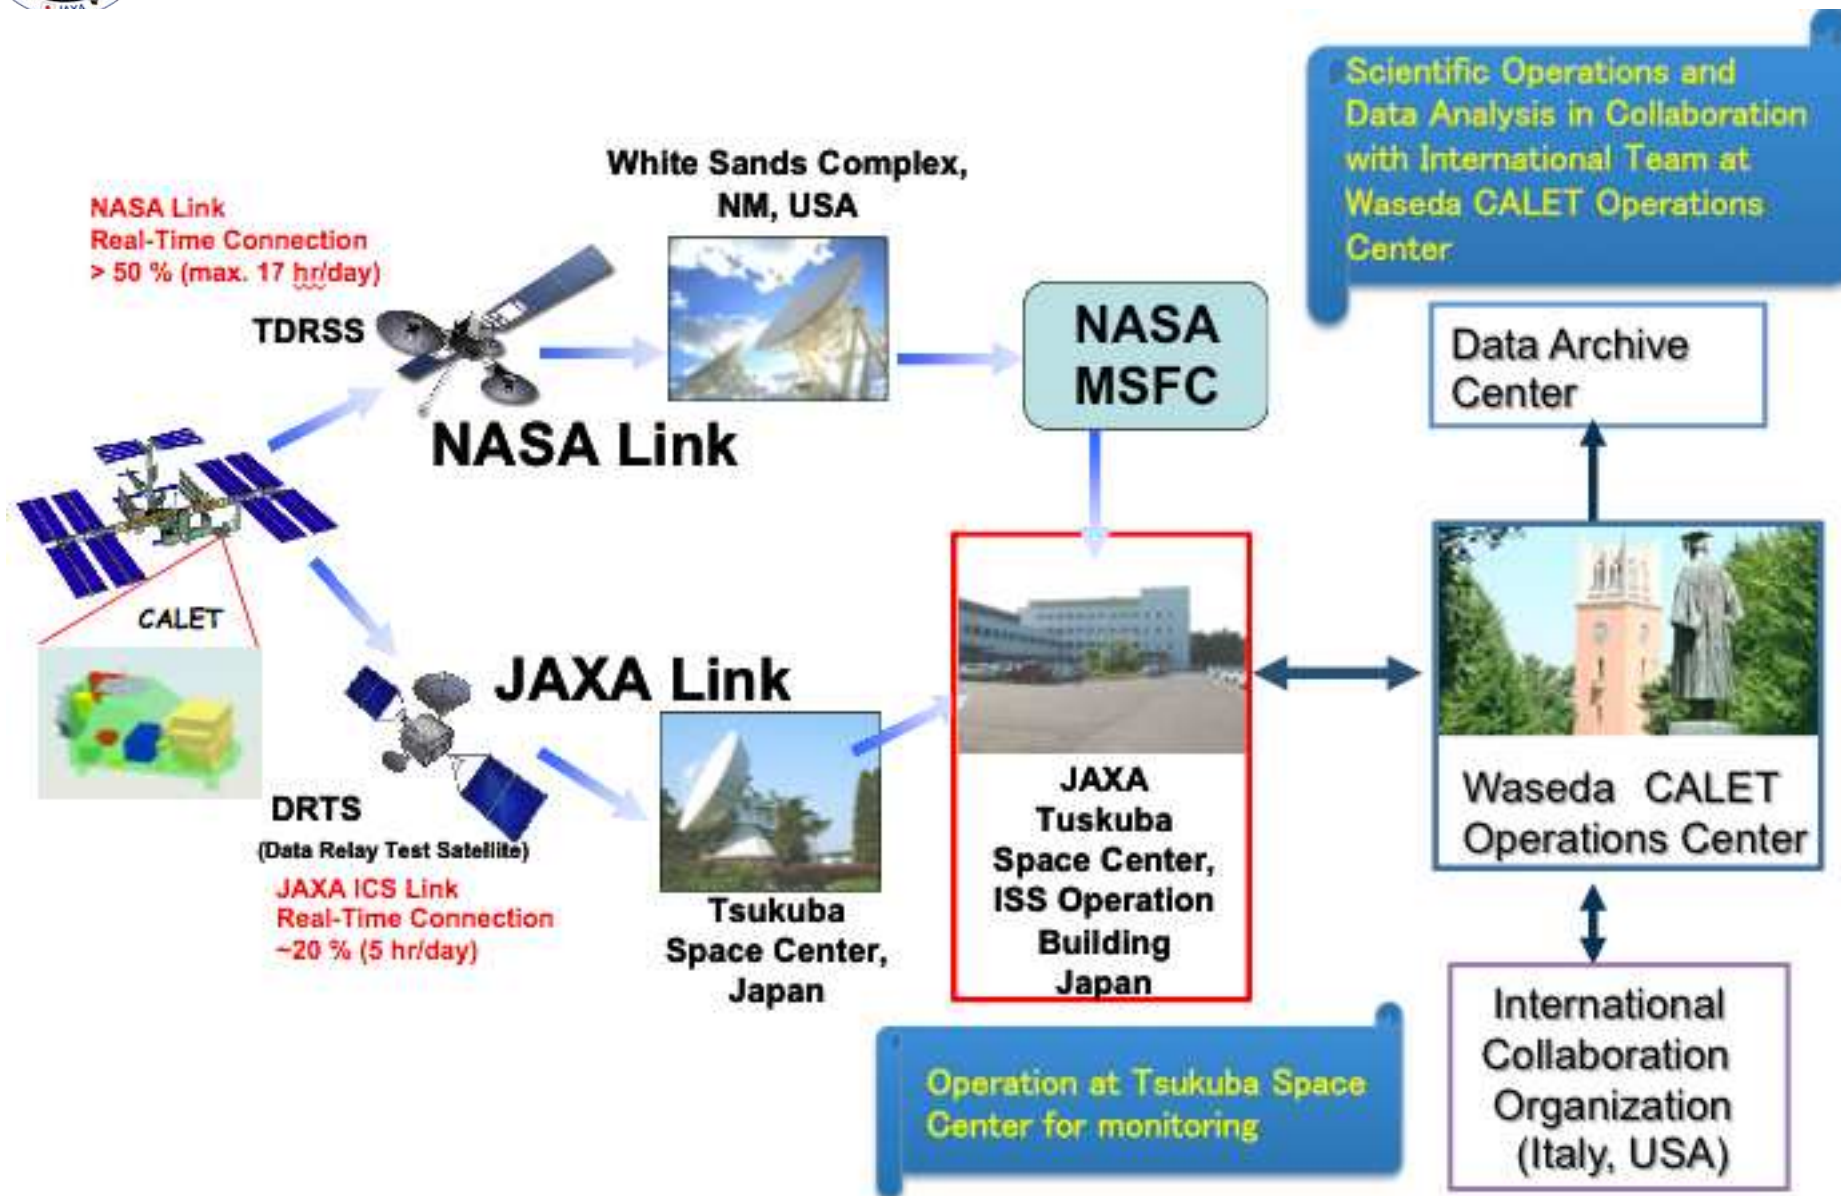 JAXA
Scientific Operations and
Data Analysis in Collaboration
with International Team at
Waseda CALET Operations
Center
White Sands Complex,
NM, USA
NASA Link
Real-Time Connection
> 50 % (max. 17 hr/day)
TDRSS
NASA
MSFC
Data Archive
Center
NASA Link
CALET
JAXA Link
DRTS
(Data Relay Test Satellite)
JAXA ICS Link
Real-Time Connection
~20 % (5 hr/day)
Tsukuba
Space Center,
Japan
JAXA
Tuskuba
Space Center,
ISS Operation
Building
Japan
Waseda CALET
Operations Center
International
Collaboration
Organization
(Italy, USA)
Operation at Tsukuba Space
Center for monitoring